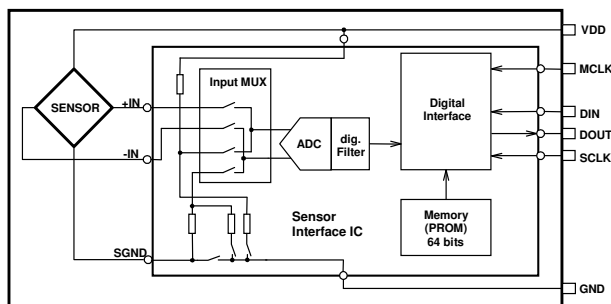 VDD
MCLK
Input MUX
SENSOR
+IN
Digital
Interface
DIN
DOUT
ADC
dig.
Filter
-IN
SCLK
Sensor
Interface IC
Memory
(PROM)
64 bits
SGND
GND